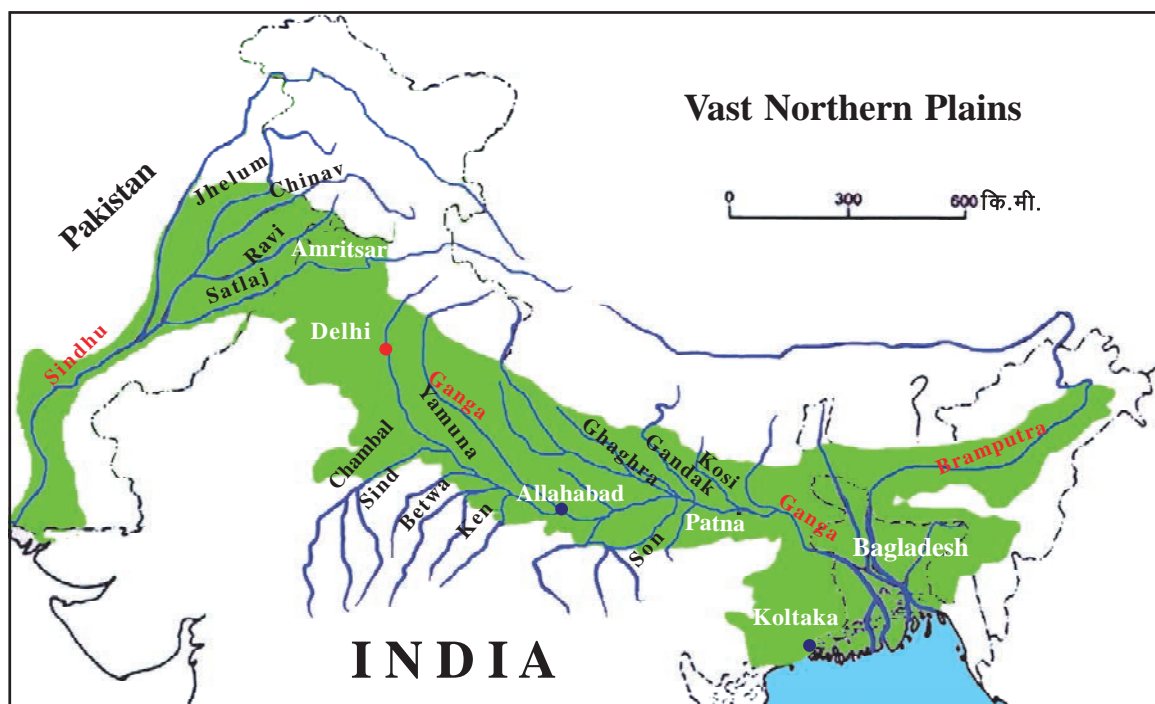 Vast Northern Plains
0 300 600 कि.मी.
Pakistan
Jhelum
Chinav
Ravi
Amritsar
Satlaj
Sindhu
Delhi
Ganga
Yamuna
Chambal
Sind
Betwa
Ken
Allahabad
Ghaghra
Gandak
Kosi
Patna
Son
Ganga
Bramputra
Bagladesh
Koltaka
INDIA